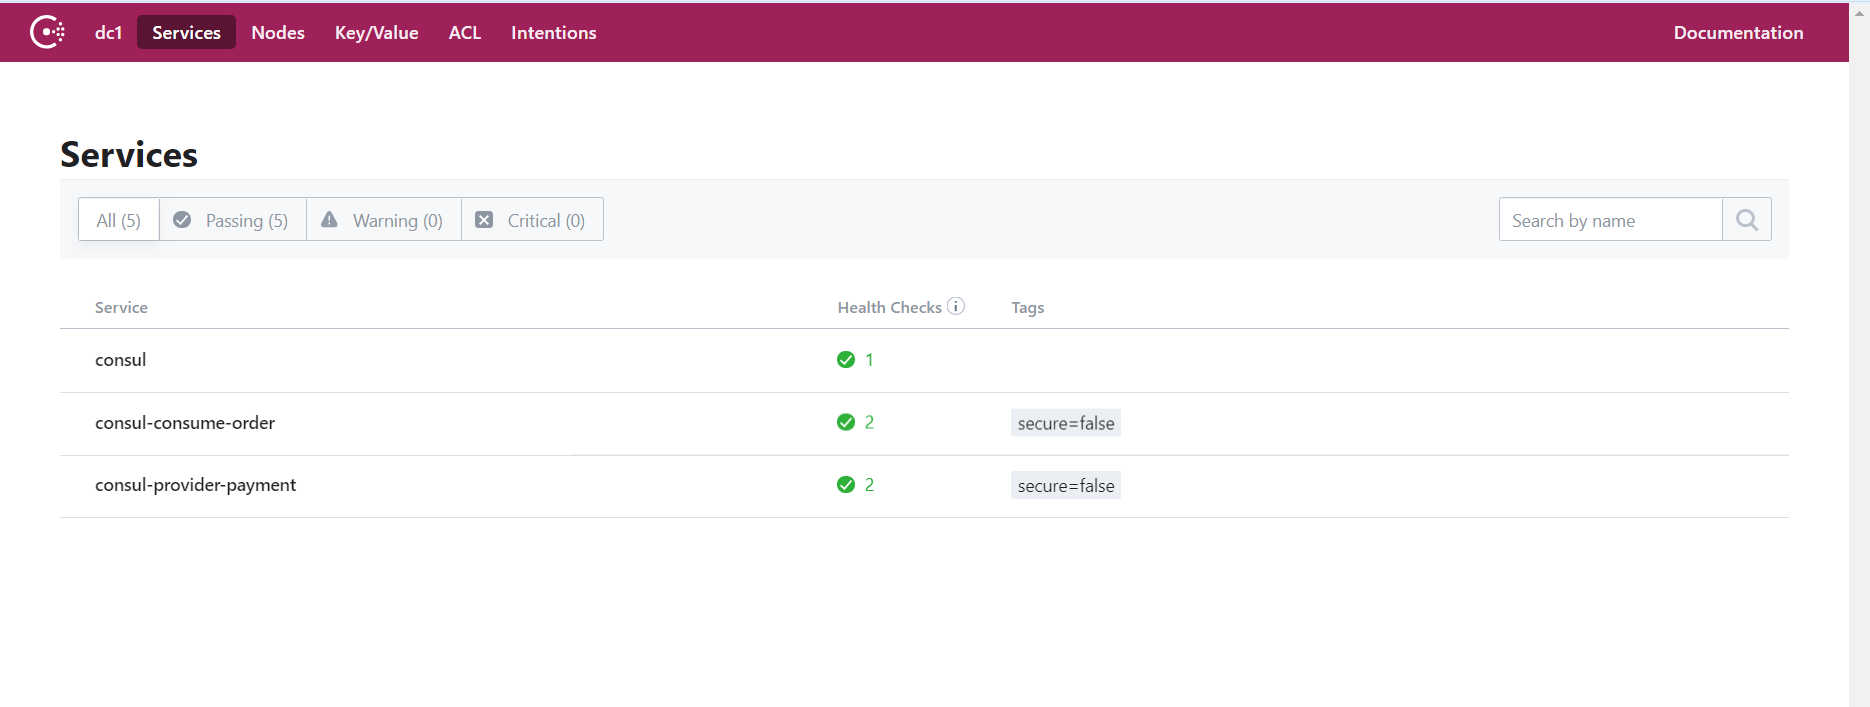 dc1 Services Nodes Key/Value ACL Intentions Documentation
Services
All (5) Passing (5) Warning (0) Critical (0) Search by name
Service Health Checks Tags
consul 1
consul-consume-order 2 secure=false
consul-provider-payment 2 secure=false